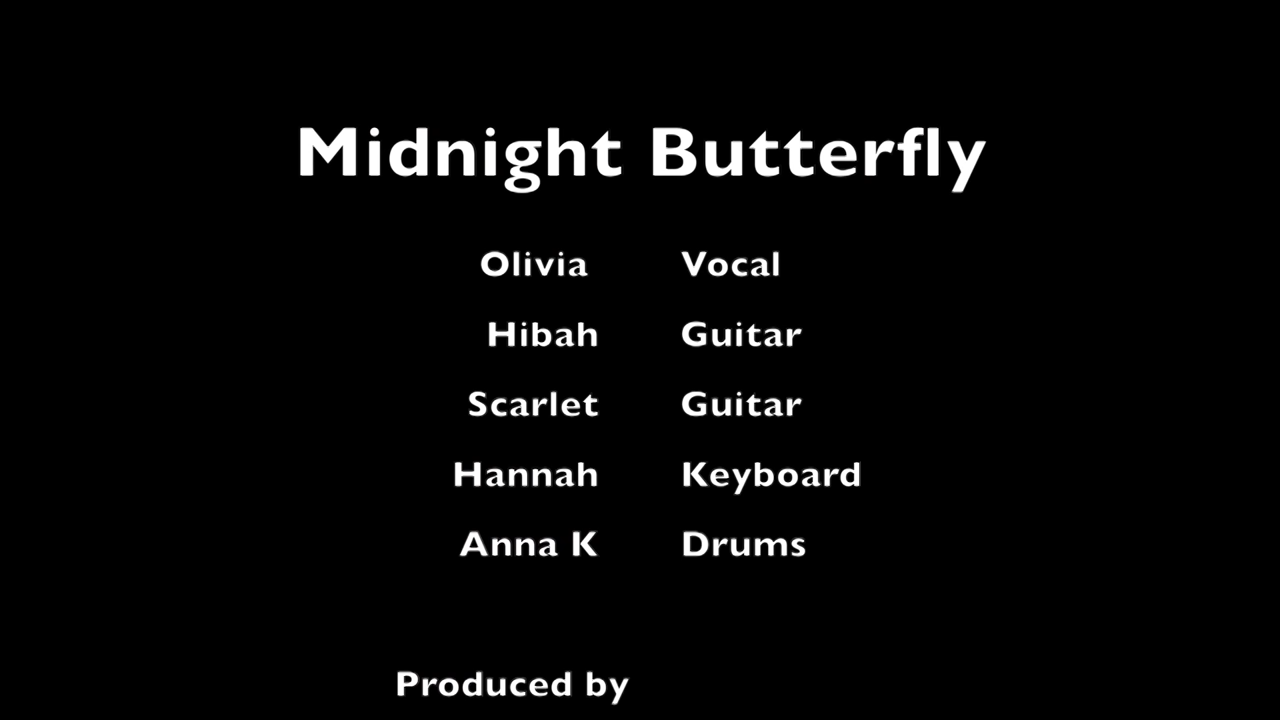 Midnight Butterfly
Olivia Vocal
Hibah Guitar
Scarlet Guitar
Hannah Keyboard
Anna K Drums
Produced by